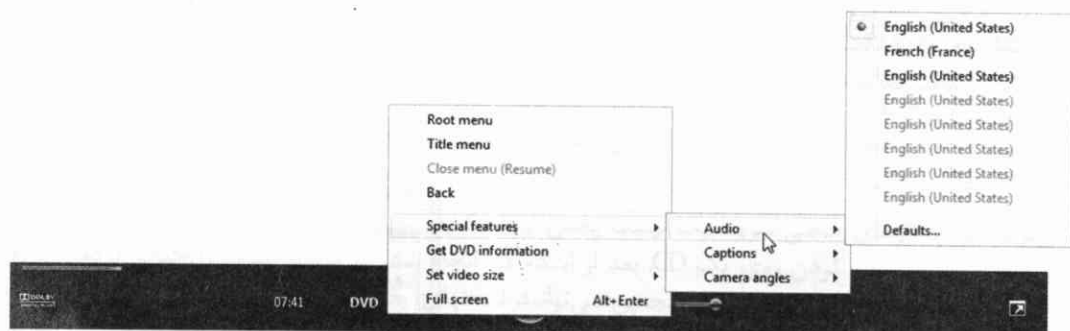 Root menu
Title menu
Close menu (Resume)
Back
Special features
Get DVD information
Set video size
Full screen Alt+Enter
Audio
Captions
Camera angles
English (United States)
French (France)
English (United States)
English (United States)
English (United States)
English (United States)
English (United States)
English (United States)
Defaults...
DOLBY
07:41 DVD